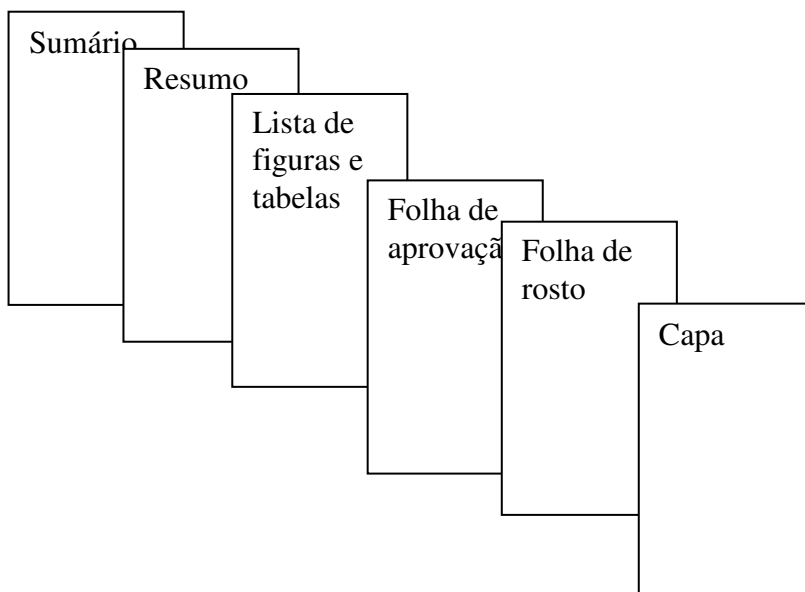 Sumário
Resumo
Lista de
figuras e
tabelas
Folha de
aprovaçã
Folha de
rosto
Capa